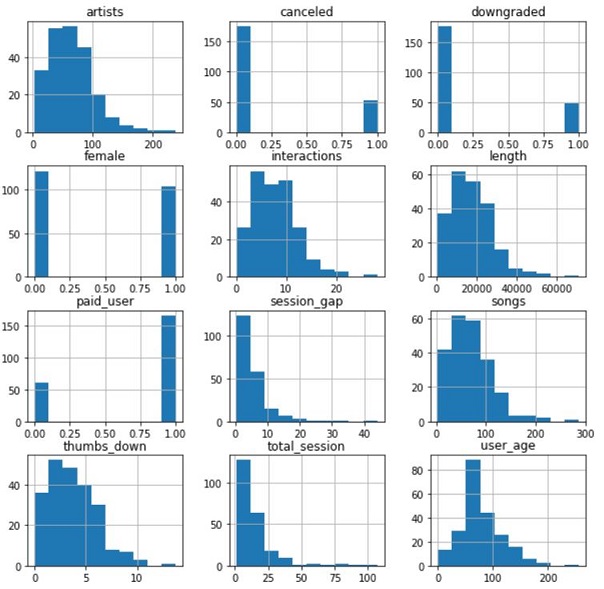 artists canceled downgraded
40
20
0
0 100 200
150
100
50
0
0.00 0.25 0.50 0.75 1.00
150
100
50
0
0.00 0.25 0.50 0.75 1.00
female interactions length
100
50
0
0.00 0.25 0.50 0.75 1.00
40
20
0
0 10 20
60
40
20
0
0 20000 40000 60000
paid_user session_gap songs
150
100
50
0
0.00 0.25 0.50 0.75 1.00
100
50
0
0 10 20 30 40
60
40
20
0
0 100 200 300
thumbs_down total_session user_age
40
20
0
0 5 10
100
50
0
0 25 50 75 100
80
60
40
20
0
0 100 200